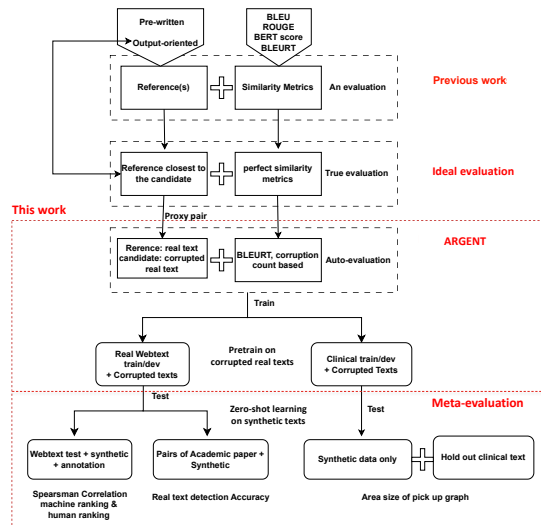 Pre-written
Output-oriented
BLEU
ROUGE
BERT score
BLEURT
Reference(s)
Similarity Metrics
An evaluation
Previous work
Reference closest to
the candidate
perfect similarity
metrics
True evaluation
Ideal evaluation
This work
Proxy pair
ARGENT
Rerence: real text
candidate: corrupted
real text
BLEURT, corruption
count based
Auto-evaluation
Train
Real Webtext
train/dev
+ Corrupted texts
Pretrain on
corrupted real texts
Clinical train/dev
+ Corrupted Texts
Test
Zero-shot learning
on synthetic texts
Test
Meta-evaluation
Webtext test + synthetic
+ annotation
Pairs of Academic paper +
Synthetic
Synthetic data only
Hold out clinical text
Spearsman Correlation
machine ranking &
human ranking
Real text detection Accuracy
Area size of pick up graph